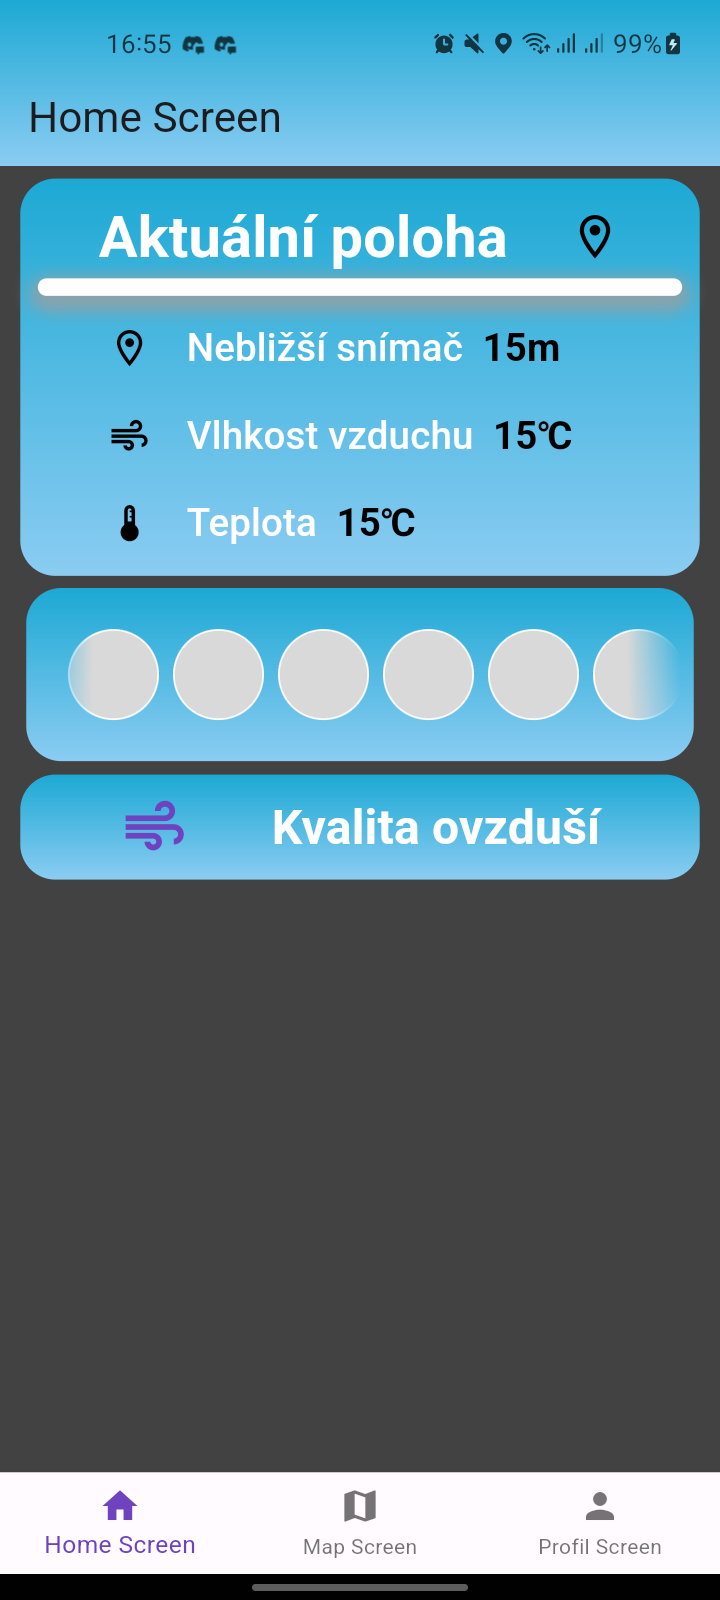 16:55 99%
Home Screen
Aktuální poloha
Nebližší snímač 15m
Vlhkost vzduchu 15°C
Teplota 15°C
Kvalita ovzduší
Home Screen Map Screen Profil Screen